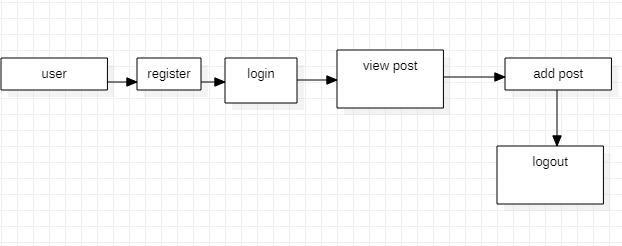 user
register
login
view post
add post
logout